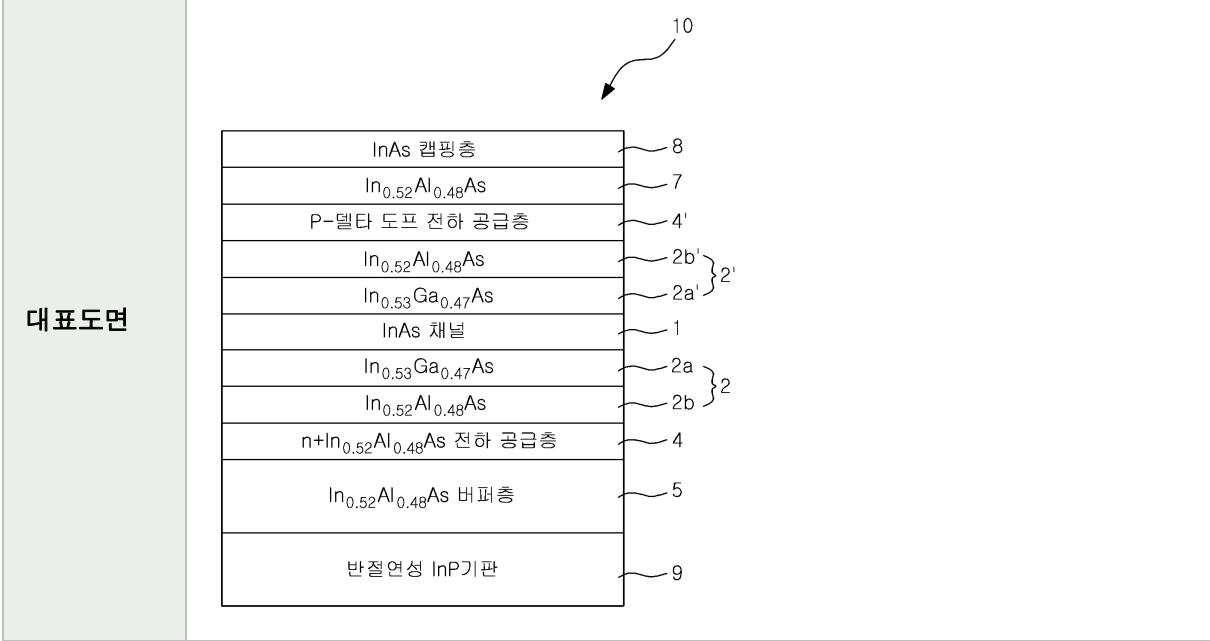 10
InAs 캡핑층 8
In0.52Al0.48As 7
P-델타 도프 전하 공급층 4'
In0.52Al0.48As 2b'
2'
In0.53Ga0.47As 2a'
대표도면
InAs 채널 1
In0.53Ga0.47As 2a
2
In0.52Al0.48As 2b
n+In0.52Al0.48As 전하 공급층 4
In0.52Al0.48As 버퍼층 5
반절연성 InP기판 9